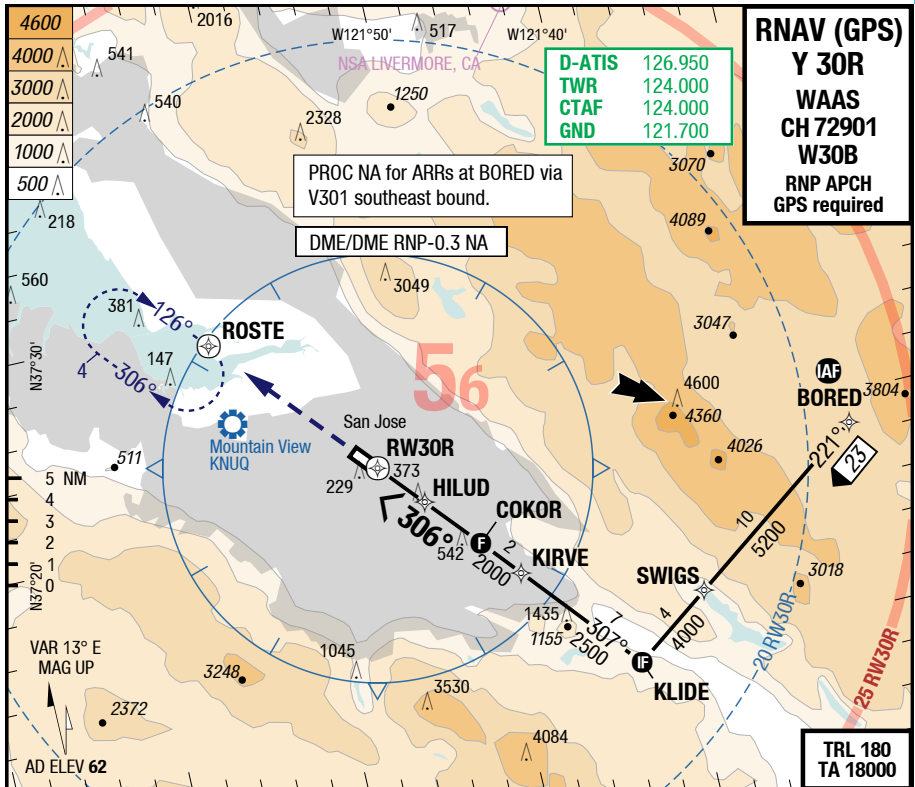 4600
4000
3000
2000
1000
500
2016
541
540
W121°50'
517
W121°40'
NSA LIVERMORE, CA
1250
2328
D-ATIS 126.950
TWR 124.000
CTAF 124.000
GND 121.700
RNAV (GPS)
Y 30R
WAAS
CH 72901
W30B
RNP APCH
GPS required
3070
PROC NA for ARRs at BORED via
V301 southeast bound.
4089
218
DME/DME RNP-0.3 NA
560
381
126°
ROSTE
3049
3047
N37°30'
4
306°
147
56
IAF
BORED
3804
4600
4360
San Jose
Mountain View
KNUQ
4026
221°
23
511
RW30R
229
373
HILUD
5 NM
4
3
2
1
0
306°
COKOR
F
542
2
2000
KIRVE
10
5200
SWIGS
3018
N37°20'
1435
1155
7
307°
2500
4
4000
20 RW30R
VAR 13° E
MAG UP
1045
IF
KLIDE
25 RW30R
3248
3530
2372
4084
AD ELEV 62
TRL 180
TA 18000